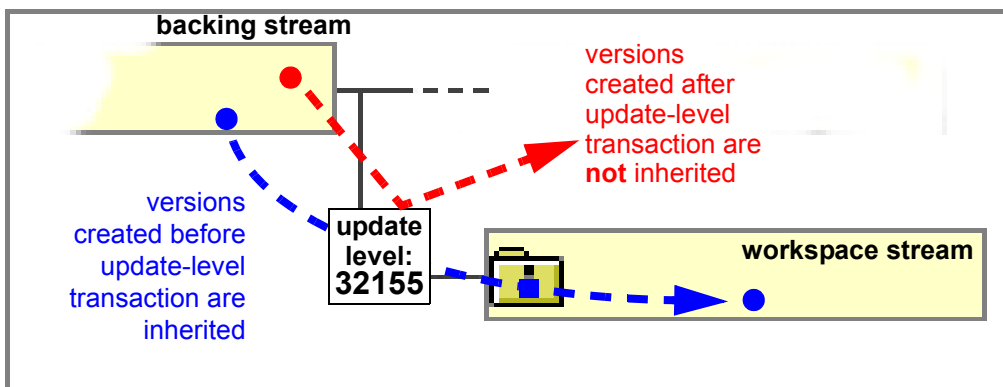 backing stream
versions
created after
update-level
transaction are
not inherited
versions
created before
update-level
transaction are
inherited
update
level:
32155
workspace stream